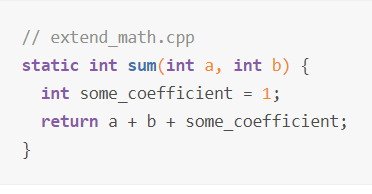 // extend_math.cpp
static int sum(int a, int b) {
  int some_coefficient = 1;
  return a + b + some_coefficient;
}